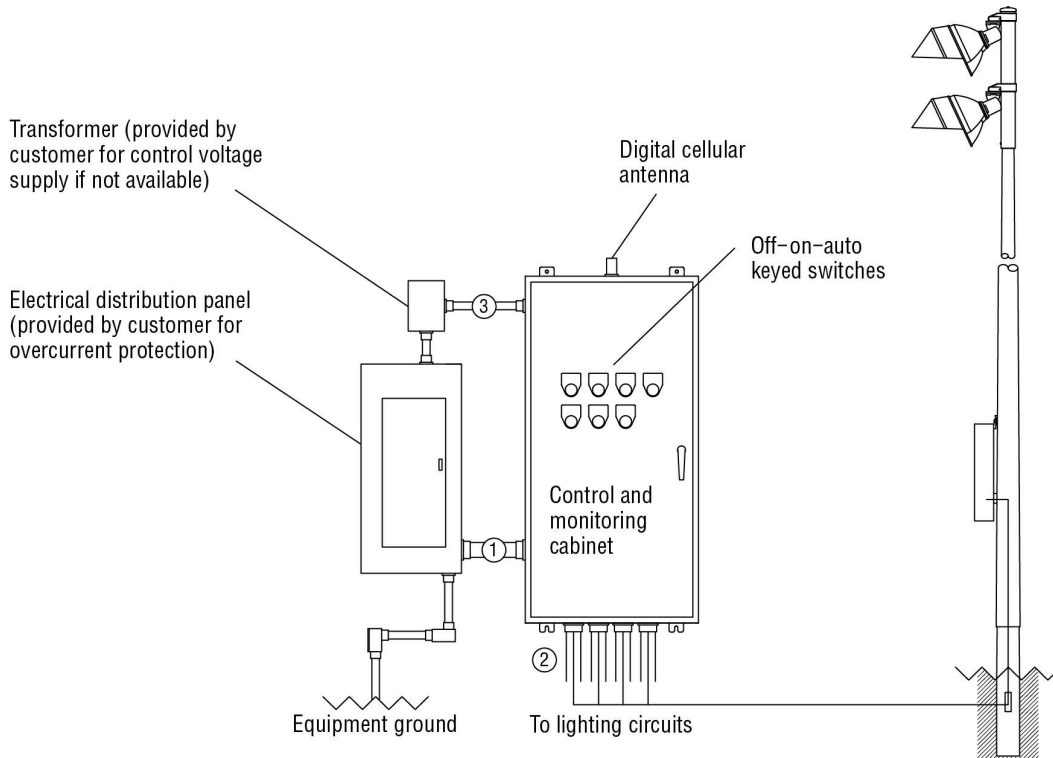 Transformer (provided by
customer for control voltage
supply if not available)
Digital cellular
antenna
Off-on-auto
keyed switches
Electrical distribution panel
(provided by customer for
overcurrent protection)
3
Control and
monitoring
cabinet
1
2
Equipment ground
To lighting circuits